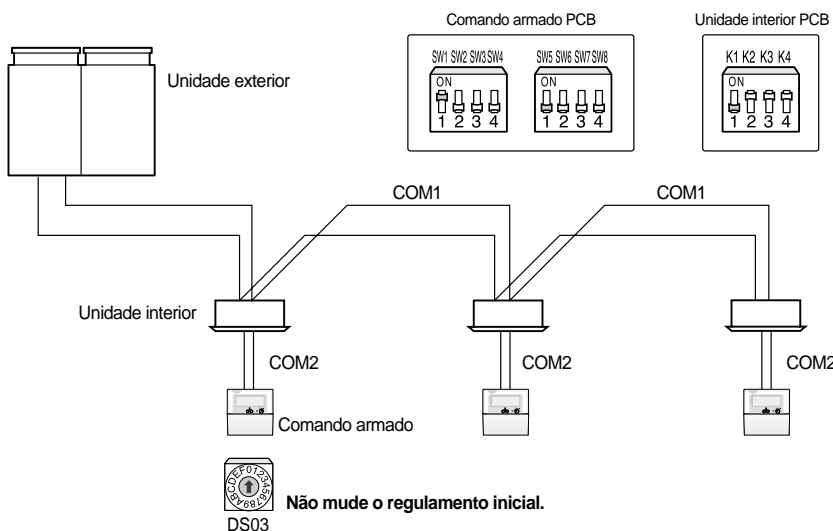 Comando armado PCB
Unidade interior PCB
SW1 SW2 SW3 SW4
SW5 SW6 SW7 SW8
K1 K2 K3 K4
ON
ON
ON
1 2 3 4
1 2 3 4
1 2 3 4
Unidade exterior
COM1
COM1
Unidade interior
COM2
COM2
COM2
Comando armado
0123456789ABCDEF
Não mude o regulamento inicial.
DS03